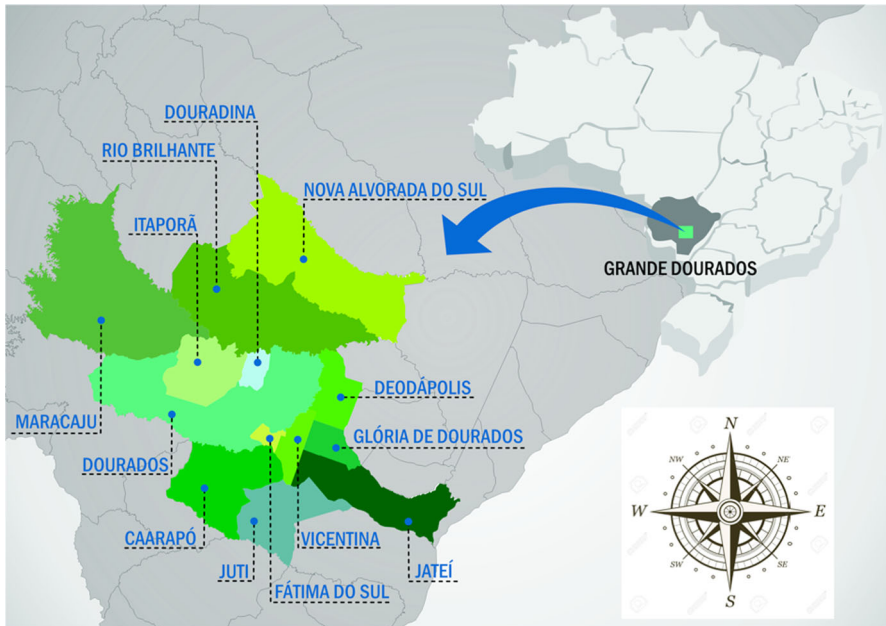 DOURADINA
RIO BRILHANTE
NOVA ALVORADA DO SUL
ITAPORÃ
GRANDE DOURADOS
DEODÁPOLIS
MARACAJU
GLÓRIA DE DOURADOS
DOURADOS
CAARAPÓ
VICENTINA
JUTI
JATEÍ
FÁTIMA DO SUL
N
NW
NE
W
E
SW
SE
S